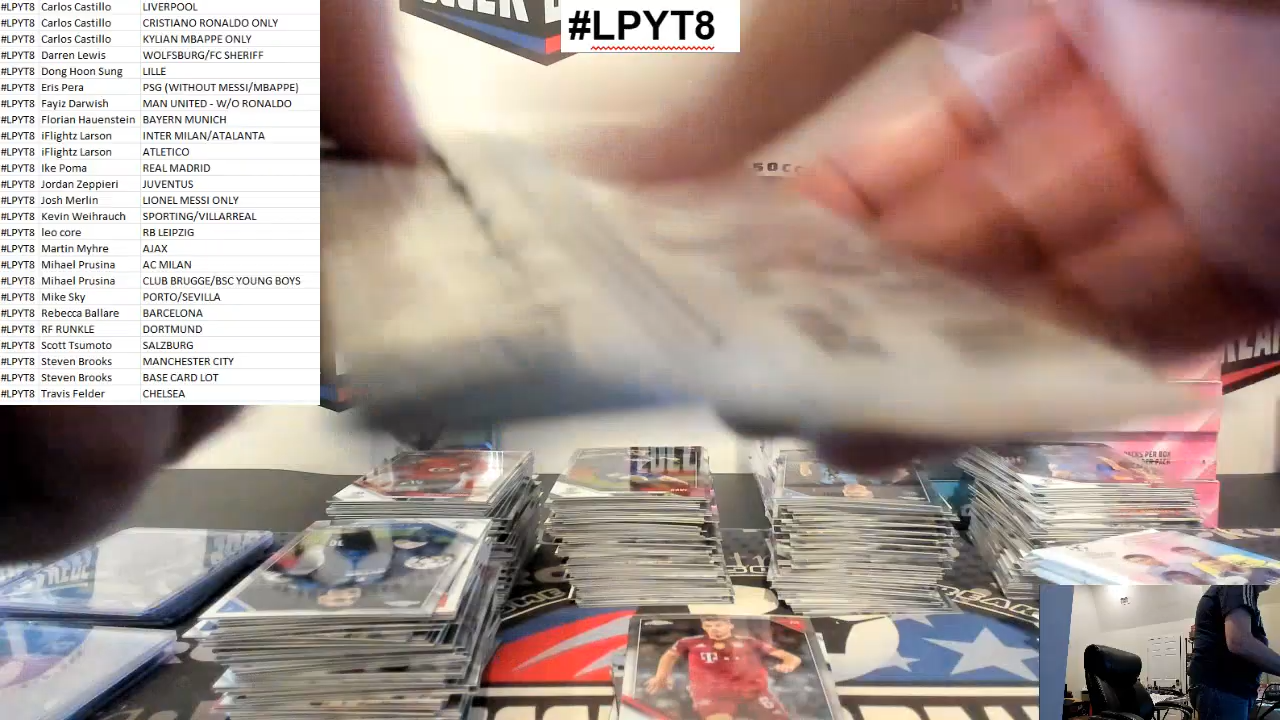 #LPYT8
#LPYT8 Carlos Castillo LIVERPOOL
#LPYT8 Carlos Castillo CRISTIANO RONALDO ONLY
#LPYT8 Carlos Castillo KYLIAN MBAPPE ONLY
#LPYT8 Darren Lewis WOLFSBURG/FC SHERIFF
#LPYT8 Dong Hoon Sung LILLE
#LPYT8 Eris Pera PSG (WITHOUT MESSI/MBAPPE)
#LPYT8 Fayiz Darwish MAN UNITED - W/O RONALDO
#LPYT8 Florian Hauenstein BAYERN MUNICH
#LPYT8 iFlightz Larson INTER MILAN/ATALANTA
#LPYT8 iFlightz Larson ATLETICO
#LPYT8 Ike Poma REAL MADRID
#LPYT8 Jordan Zeppieri JUVENTUS
#LPYT8 Josh Merlin LIONEL MESSI ONLY
#LPYT8 Kevin Weihrauch SPORTING/VILLARREAL
#LPYT8 leo core RB LEIPZIG
#LPYT8 Martin Myhre AJAX
#LPYT8 Mihael Prusina AC MILAN
#LPYT8 Mihael Prusina CLUB BRUGGE/BSC YOUNG BOYS
#LPYT8 Mike Sky PORTO/SEVILLA
#LPYT8 Rebecca Ballare BARCELONA
#LPYT8 RF RUNKLE DORTMUND
#LPYT8 Scott Tsumoto SALZBURG
#LPYT8 Steven Brooks MANCHESTER CITY
#LPYT8 Steven Brooks BASE CARD LOT
#LPYT8 Travis Felder CHELSEA